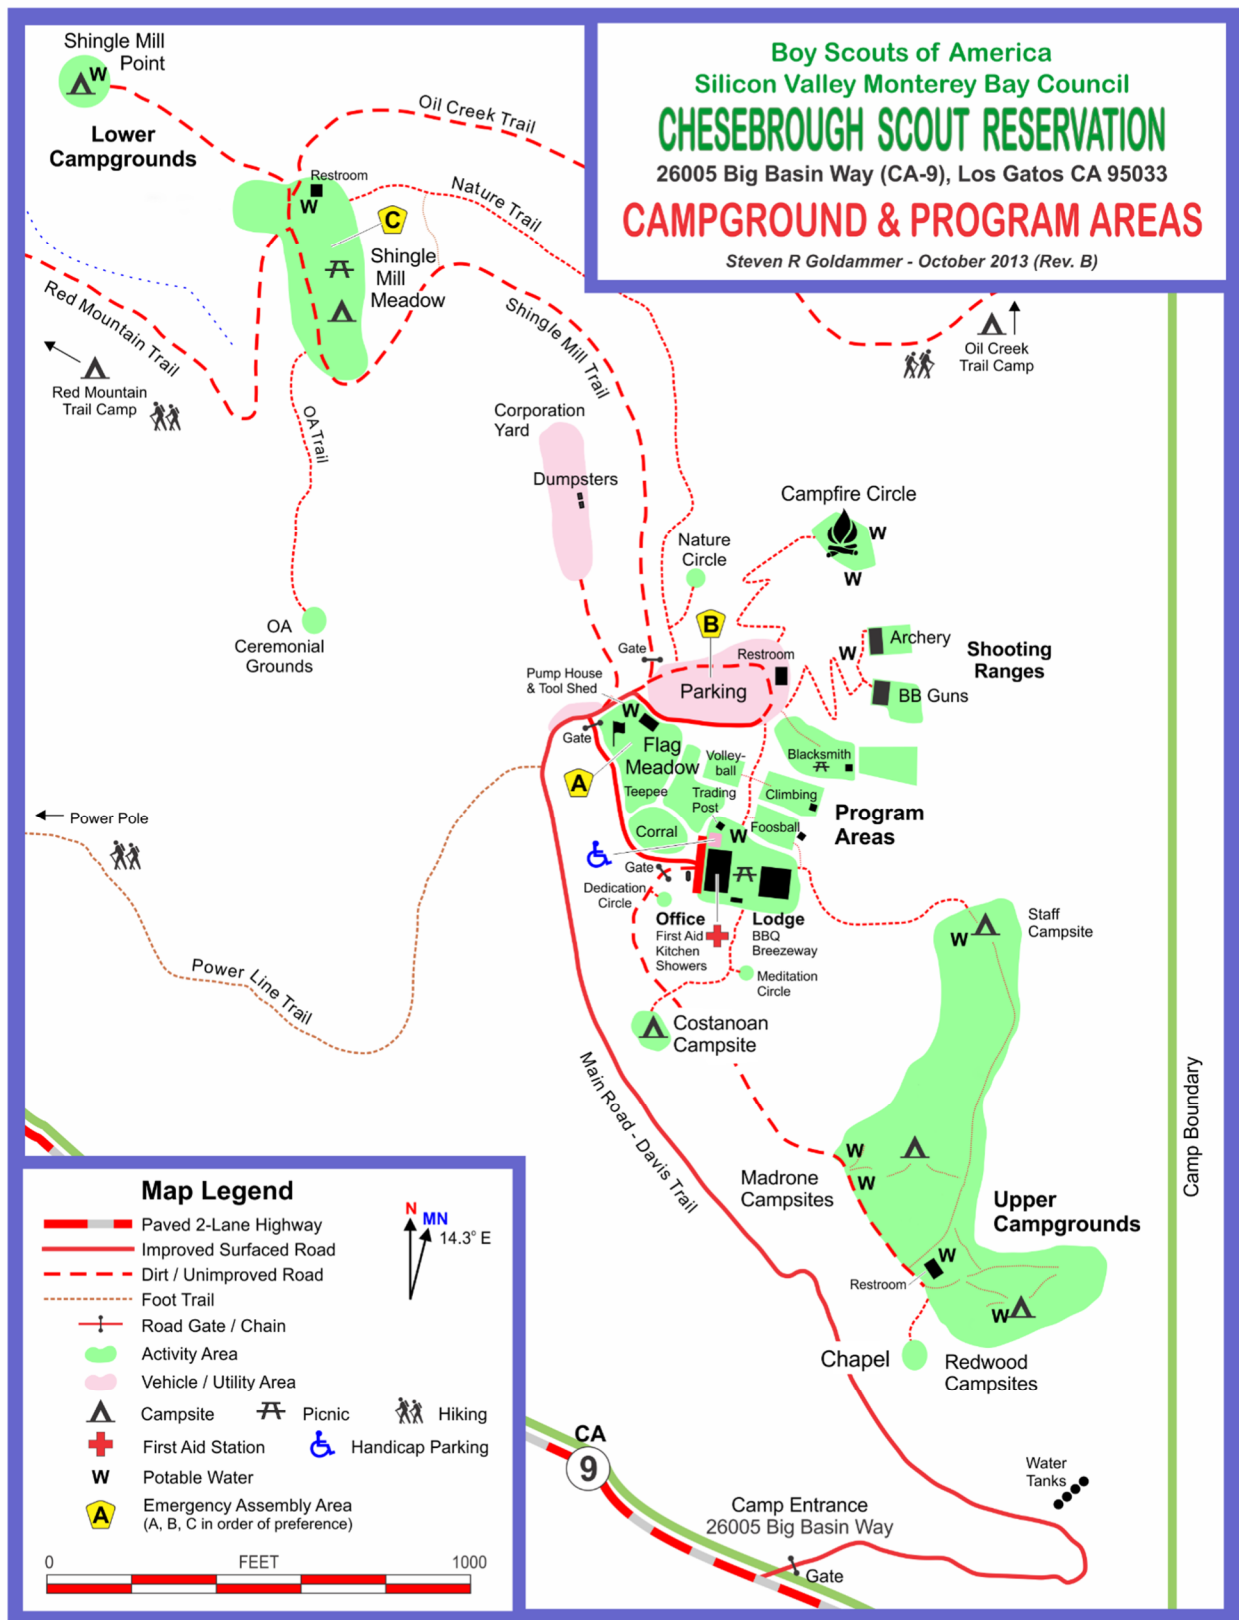 Boy Scouts of America
Silicon Valley Monterey Bay Council
CHESEBROUGH SCOUT RESERVATION
26005 Big Basin Way (CA-9), Los Gatos CA 95033
CAMPGROUND & PROGRAM AREAS
Steven R Goldammer - October 2013 (Rev. B)
Shingle Mill
Point
W
Lower
Campgrounds
Oil Creek Trail
Restroom
W
Nature Trail
C
Shingle
Mill
Meadow
Red Mountain Trail
Shingle Mill Trail
Red Mountain
Trail Camp
Oil Creek
Trail Camp
OA Trail
Corporation
Yard
Dumpsters
Campfire Circle
W
W
Nature
Circle
OA
Ceremonial
Grounds
B
Gate
Restroom
Parking
W
Archery
BB Guns
Shooting
Ranges
Pump House
& Tool Shed
W
Gate
Flag
Meadow
A
Teepee
Volley-
ball
Blacksmith
Trading
Post
Climbing
Program
Areas
Corral
W
Foosball
Power Pole
Gate
Dedication
Circle
Office
First Aid
Kitchen
Showers
Lodge
BBQ
Breezeway
Staff
Campsite
W
Meditation
Circle
Power Line Trail
Costanoan
Campsite
Main Road - Davis Trail
Camp Boundary
W
W
Madrone
Campsites
Upper
Campgrounds
W
Restroom
W
Chapel
Redwood
Campsites
Water
Tanks
CA
9
Camp Entrance
26005 Big Basin Way
Gate
Map Legend
N
MN
14.3° E
Paved 2-Lane Highway
Improved Surfaced Road
Dirt / Unimproved Road
Foot Trail
Road Gate / Chain
Activity Area
Vehicle / Utility Area
Campsite Picnic Hiking
First Aid Station Handicap Parking
W Potable Water
A Emergency Assembly Area
(A, B, C in order of preference)
0 FEET 1000